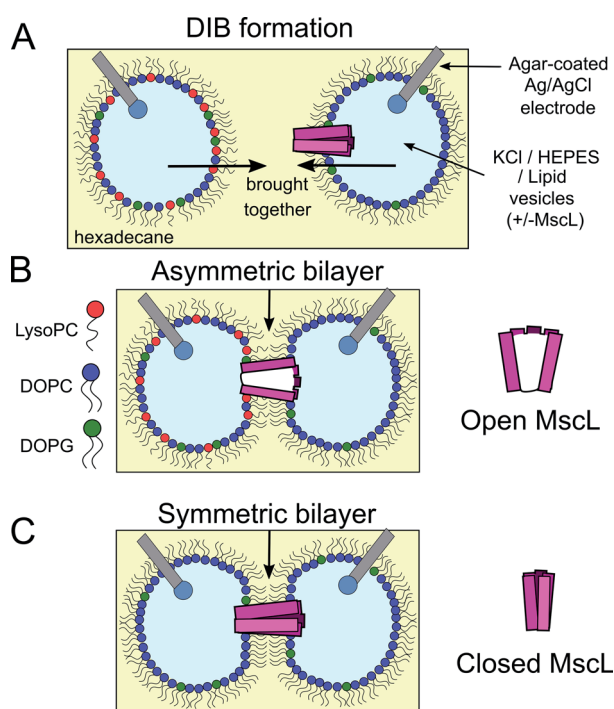 A
DIB formation
Agar-coated
Ag/AgCl
electrode
KCl / HEPES
/ Lipid
vesicles
(+/-MscL)
brought
together
hexadecane
B
Asymmetric bilayer
LysoPC
DOPC
DOPG
Open MscL
C
Symmetric bilayer
Closed MscL